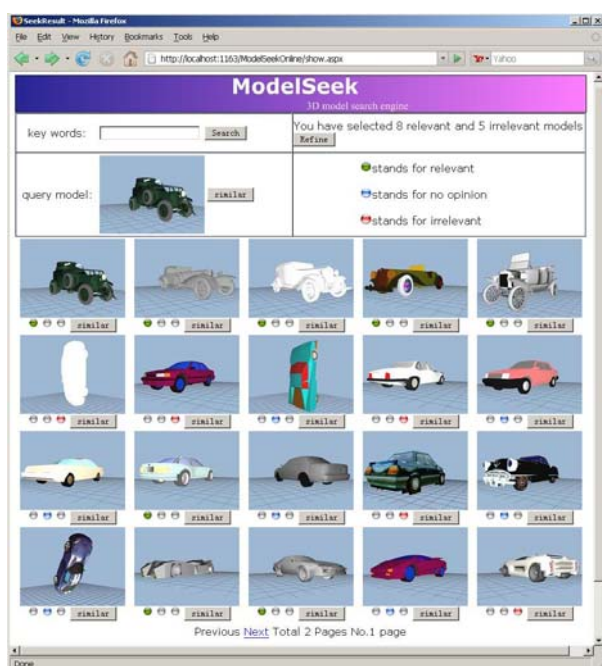 SeekResult - Mozilla Firefox
File Edit View History Bookmarks Tools Help
http://localhost:1163/ModelSeekOnline/show.aspx
Yahoo
ModelSeek
3D model search engine
key words: Search
You have selected 8 relevant and 5 irrelevant models
Refine
query model: similar
stands for relevant
stands for no opinion
stands for irrelevant
similar similar similar similar similar
similar similar similar similar similar
similar similar similar similar similar
similar similar similar similar similar
Previous Next Total 2 Pages No.1 page
Done